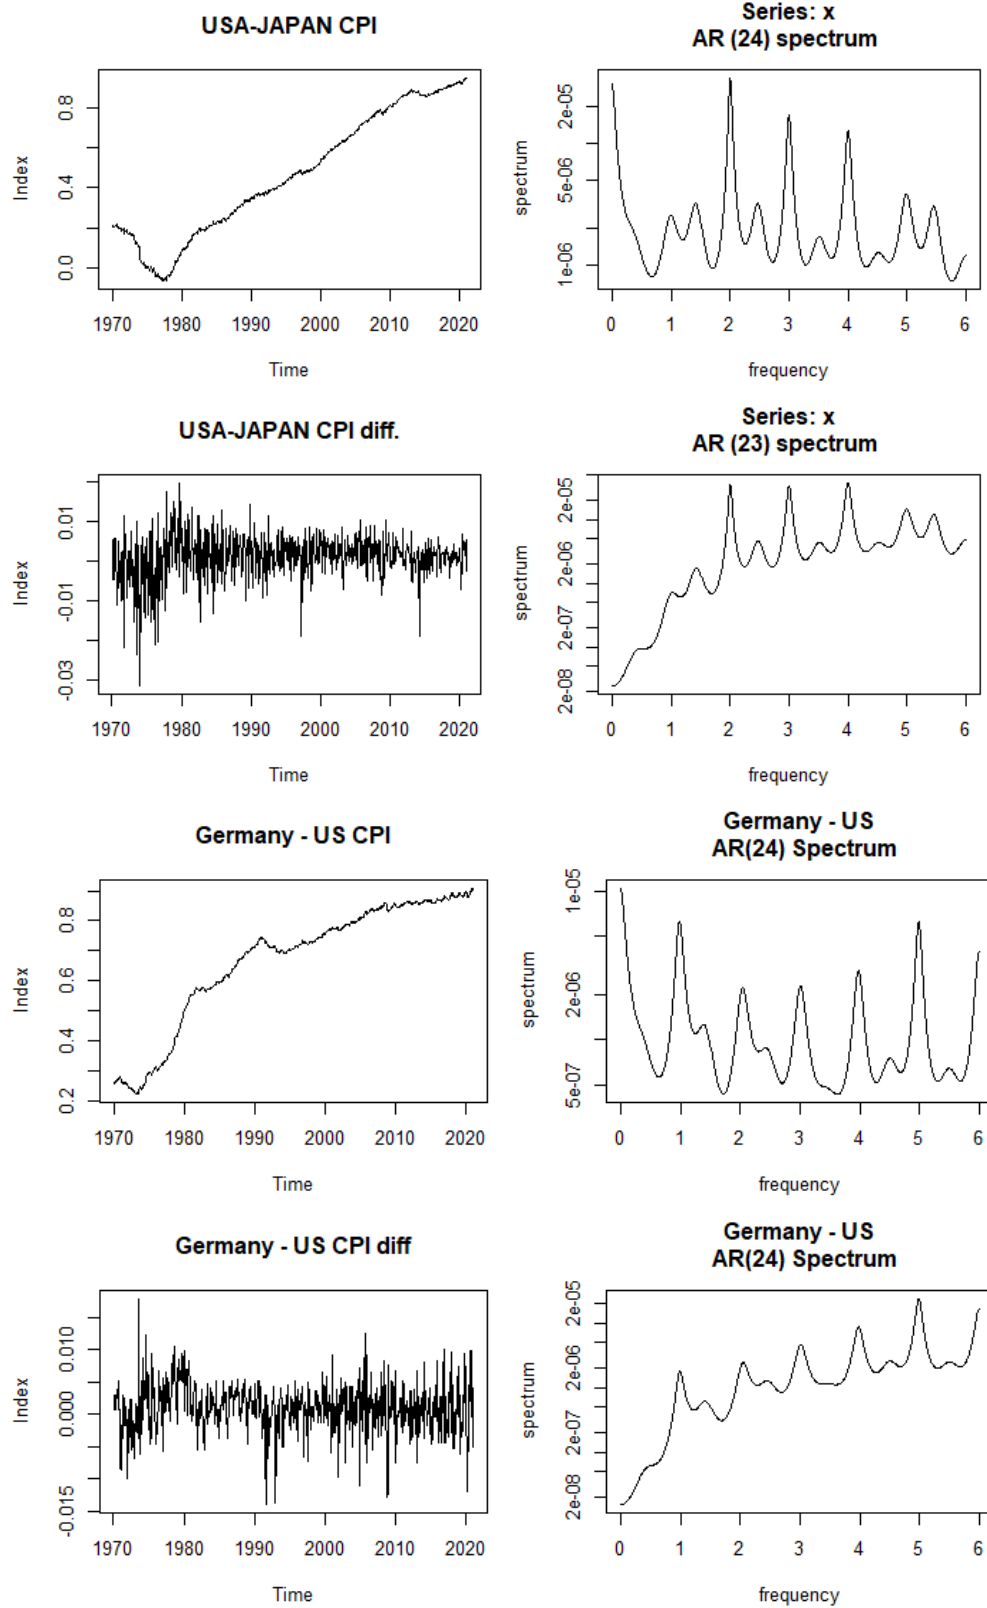 USA-JAPAN CPI
Index
0.0 0.4 0.8
1970 1980 1990 2000 2010 2020
Time
Series: x
AR (24) spectrum
spectrum
1e-06 5e-06 2e-05
0 1 2 3 4 5 6
frequency
USA-JAPAN CPI diff.
Index
-0.03 -0.01 0.01
1970 1980 1990 2000 2010 2020
Time
Series: x
AR (23) spectrum
spectrum
2e-08 2e-07 2e-06 2e-05
0 1 2 3 4 5 6
frequency
Germany - US CPI
Index
0.2 0.4 0.6 0.8
1970 1980 1990 2000 2010 2020
Time
Germany - US
AR(24) Spectrum
spectrum
5e-07 2e-06 1e-05
0 1 2 3 4 5 6
frequency
Germany - US CPI diff
Index
-0.015 0.000 0.010
1970 1980 1990 2000 2010 2020
Time
Germany - US
AR(24) Spectrum
spectrum
2e-08 2e-07 2e-06 2e-05
0 1 2 3 4 5 6
frequency